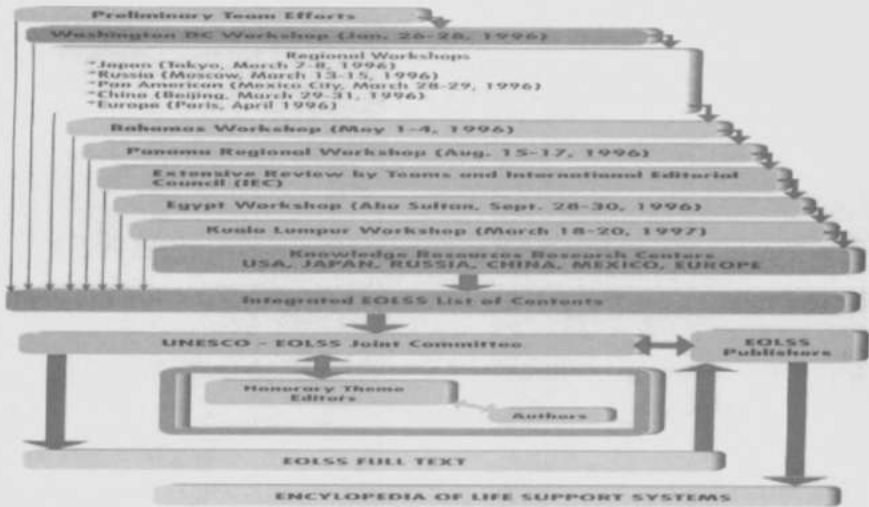 Preliminary Team Efforts
Washington DC Workshop (Jan. 26-28, 1996)
Regional Workshops
*Japan (Tokyo, March 7-8, 1996)
*Russia (Moscow, March 13-15, 1996)
*Pan American (Mexico City, March 28-29, 1996)
*China (Beijing, March 29-31, 1996)
*Europe (Paris, April 1996)
Bahamas Workshop (May 1-4, 1996)
Panama Regional Workshop (Aug. 15-17, 1996)
Extensive Review by Teams and International Editorial
Council (IEC)
Egypt Workshop (Abu Sultan, Sept. 28-30, 1996)
Kuala Lumpur Workshop (March 18-20, 1997)
Knowledge Resources Research Centers
USA, JAPAN, RUSSIA, CHINA, MEXICO, EUROPE
Integrated EOLSS List of Contents
UNESCO - EOLSS Joint Committee
EOLSS
Publishers
Honorary Theme
Editors
Authors
EOLSS FULL TEXT
ENCYCLOPEDIA OF LIFE SUPPORT SYSTEMS